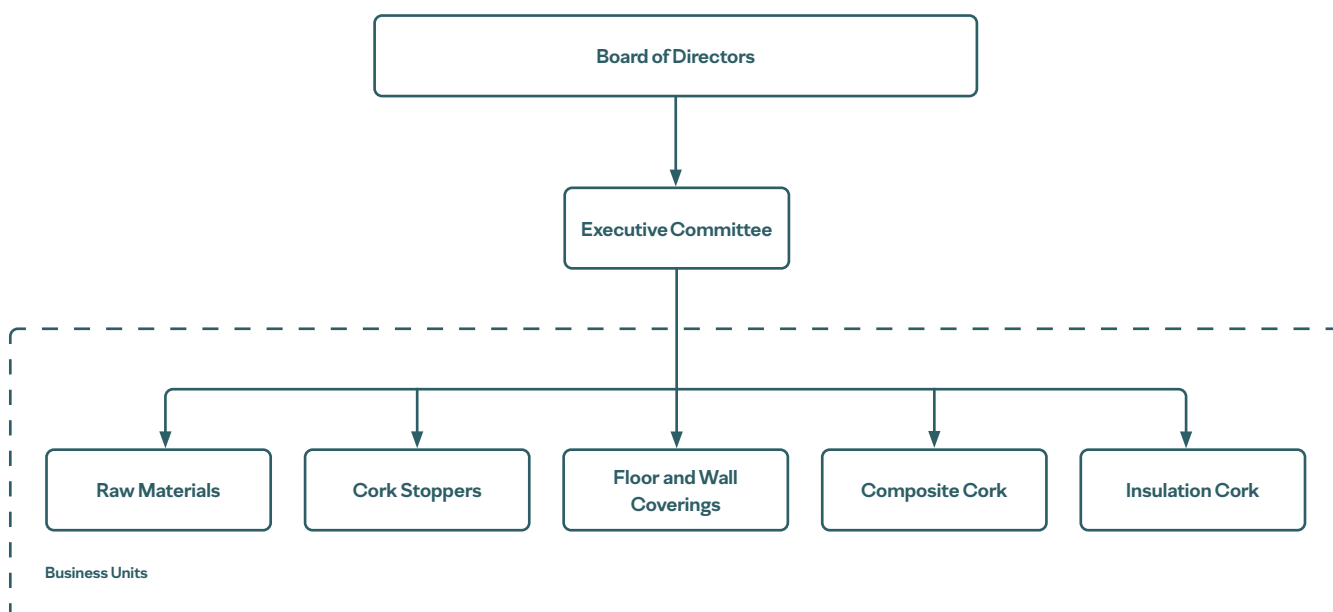 Board of Directors
Executive Committee
Raw Materials
Cork Stoppers
Floor and Wall
Coverings
Composite Cork
Insulation Cork
Business Units